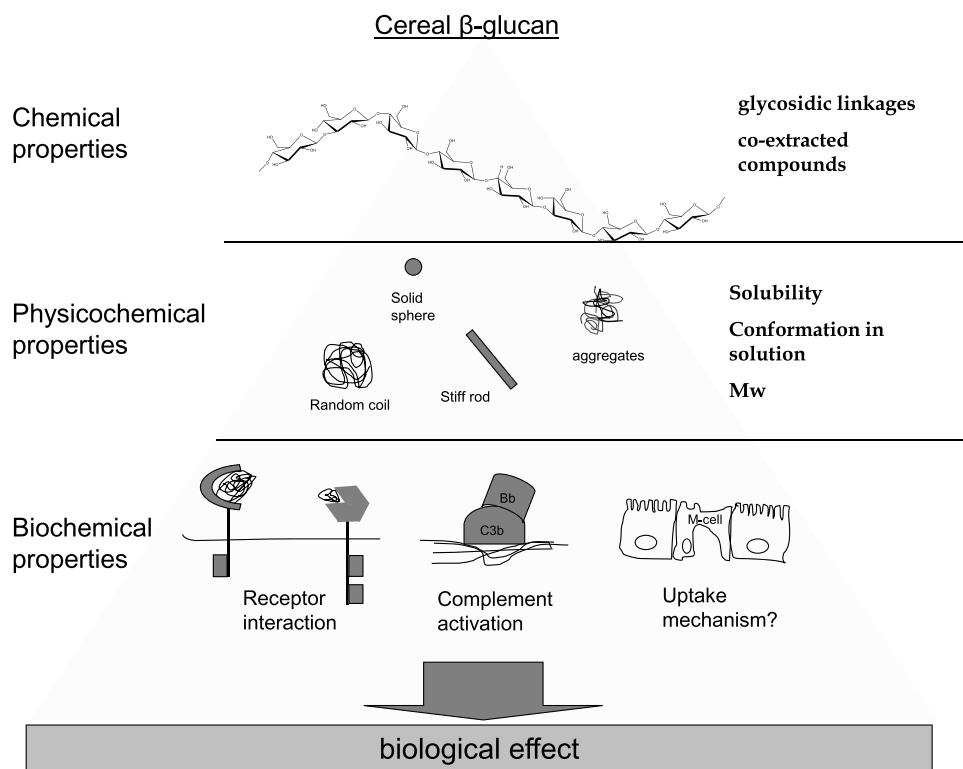 Cereal β-glucan
Chemical
properties
glycosidic linkages
co-extracted
compounds
Physicochemical
properties
Solid
sphere
Random coil
Stiff rod
aggregates
Solubility
Conformation in
solution
Mw
Biochemical
properties
Bb
C3b
M-cell
Receptor
interaction
Complement
activation
Uptake
mechanism?
biological effect